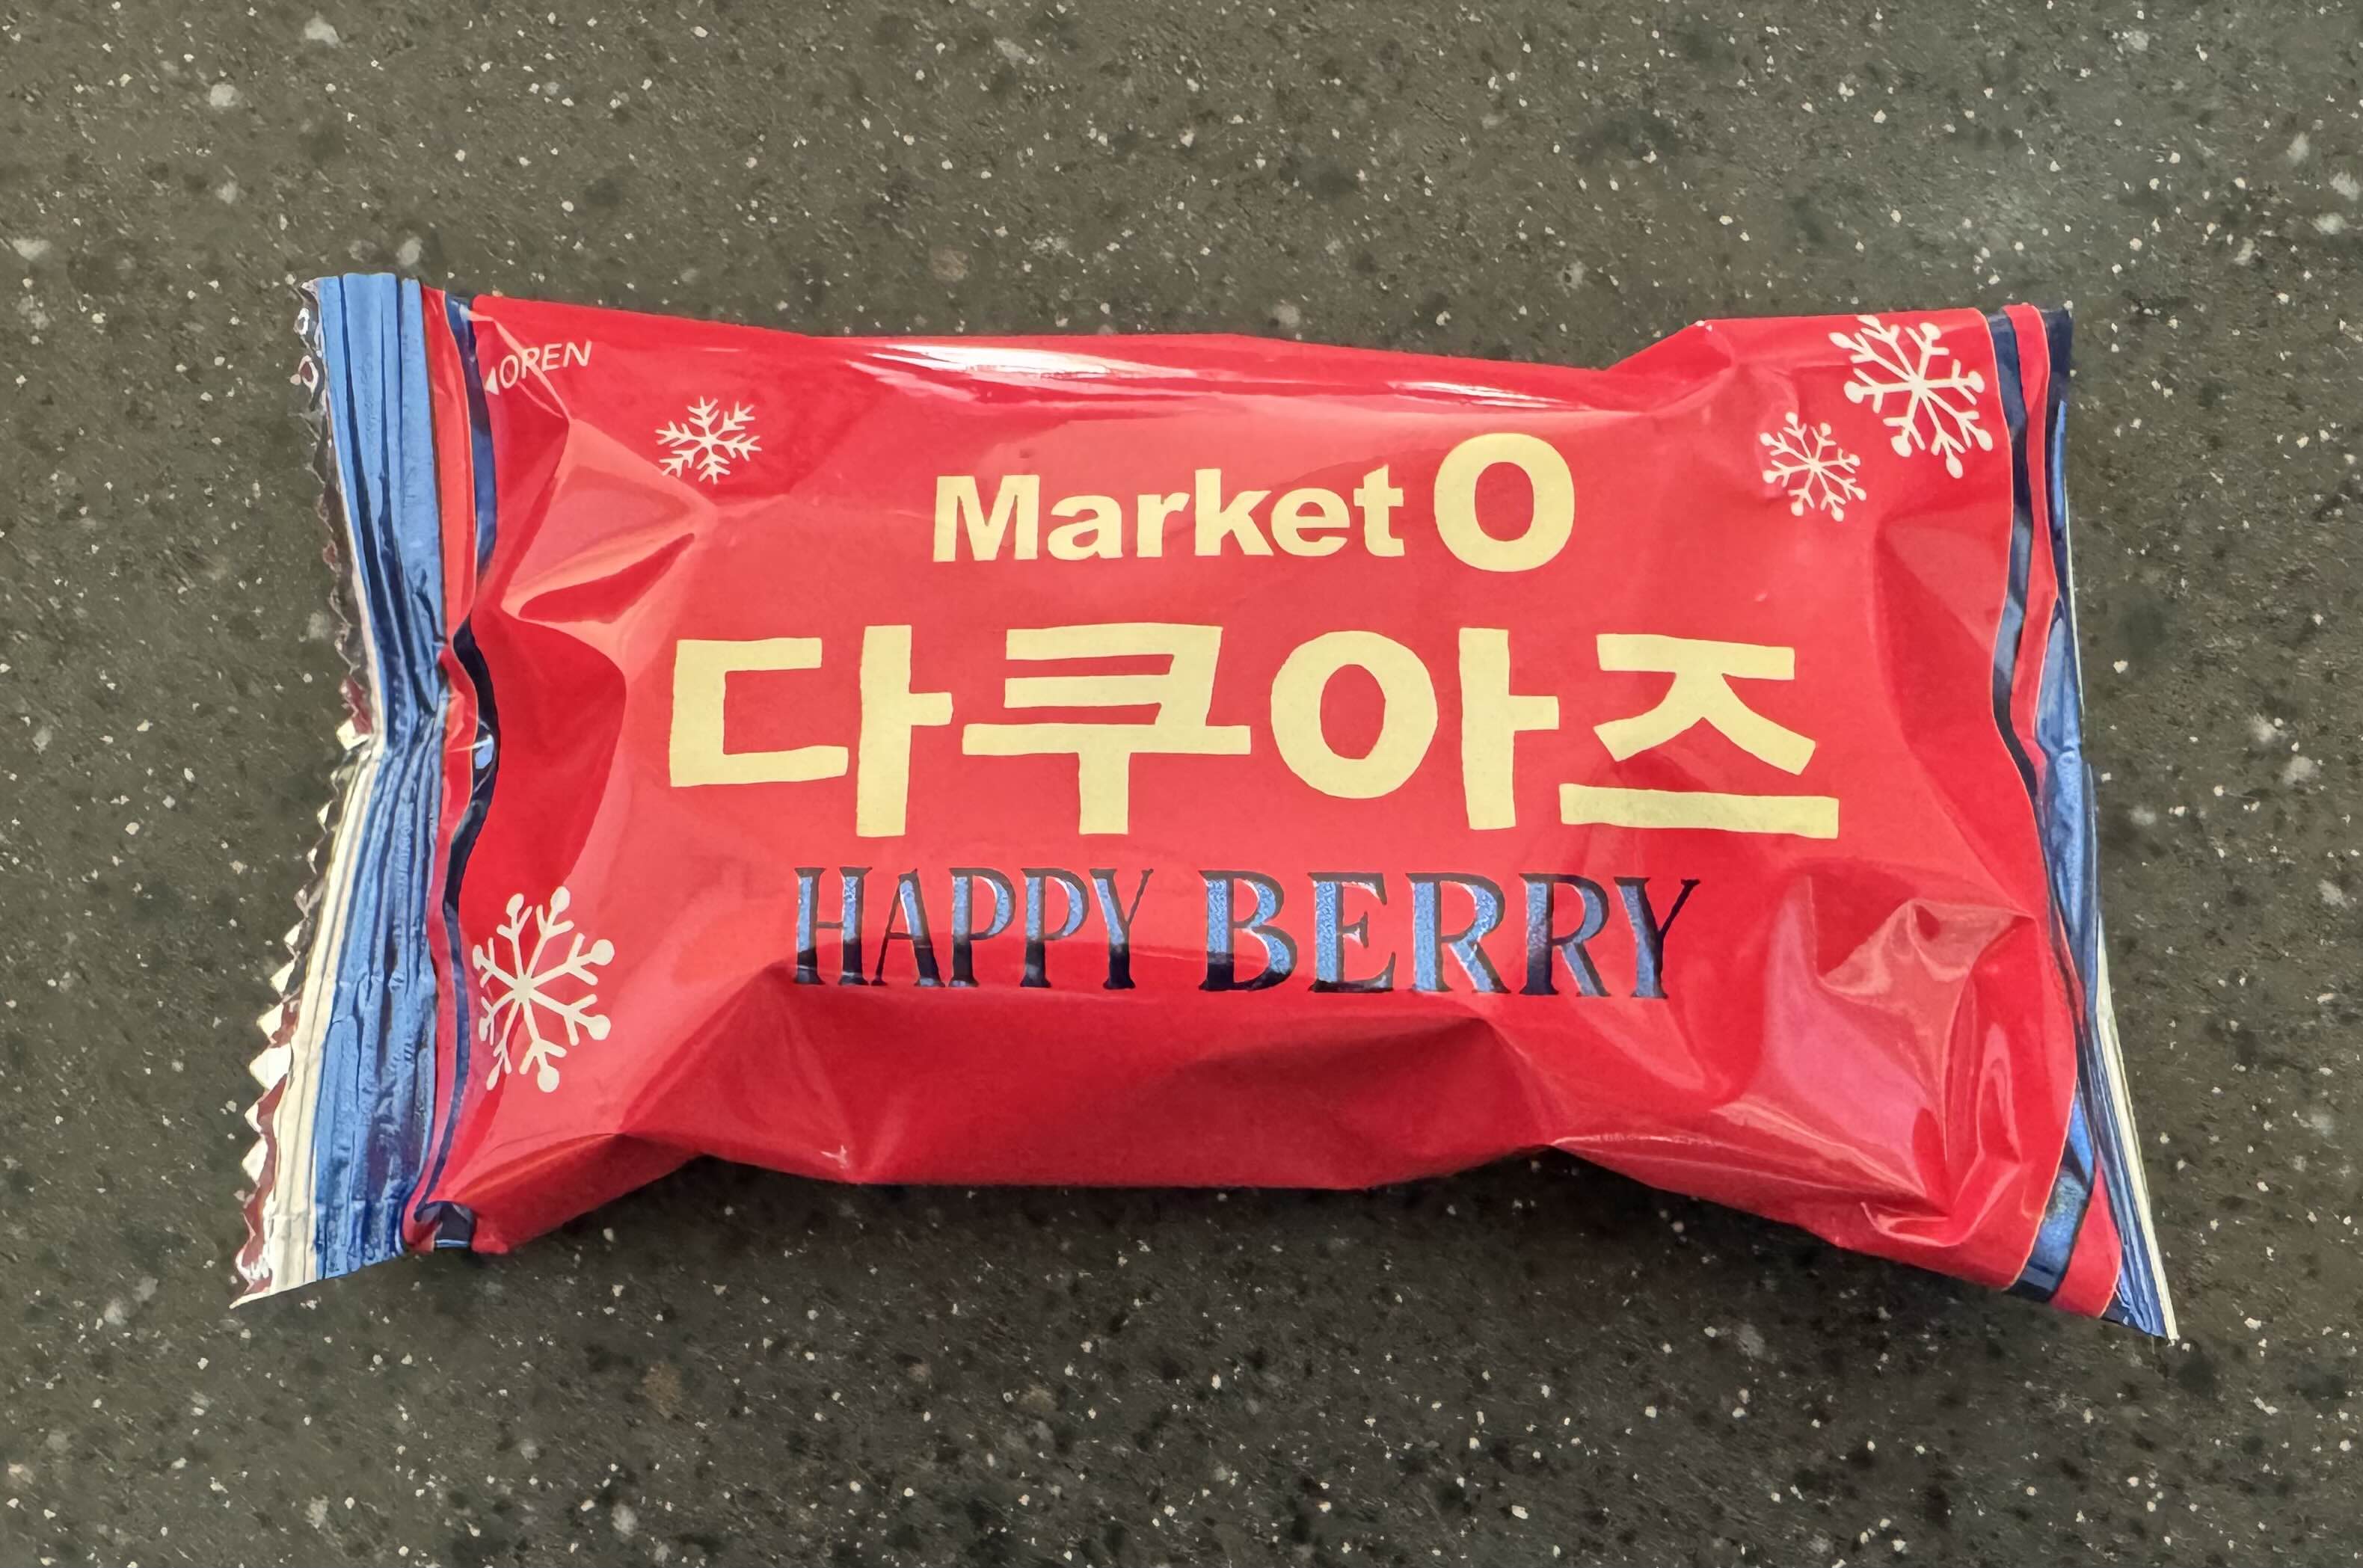 OPEN
Market O
다쿠아즈
HAPPY BERRY